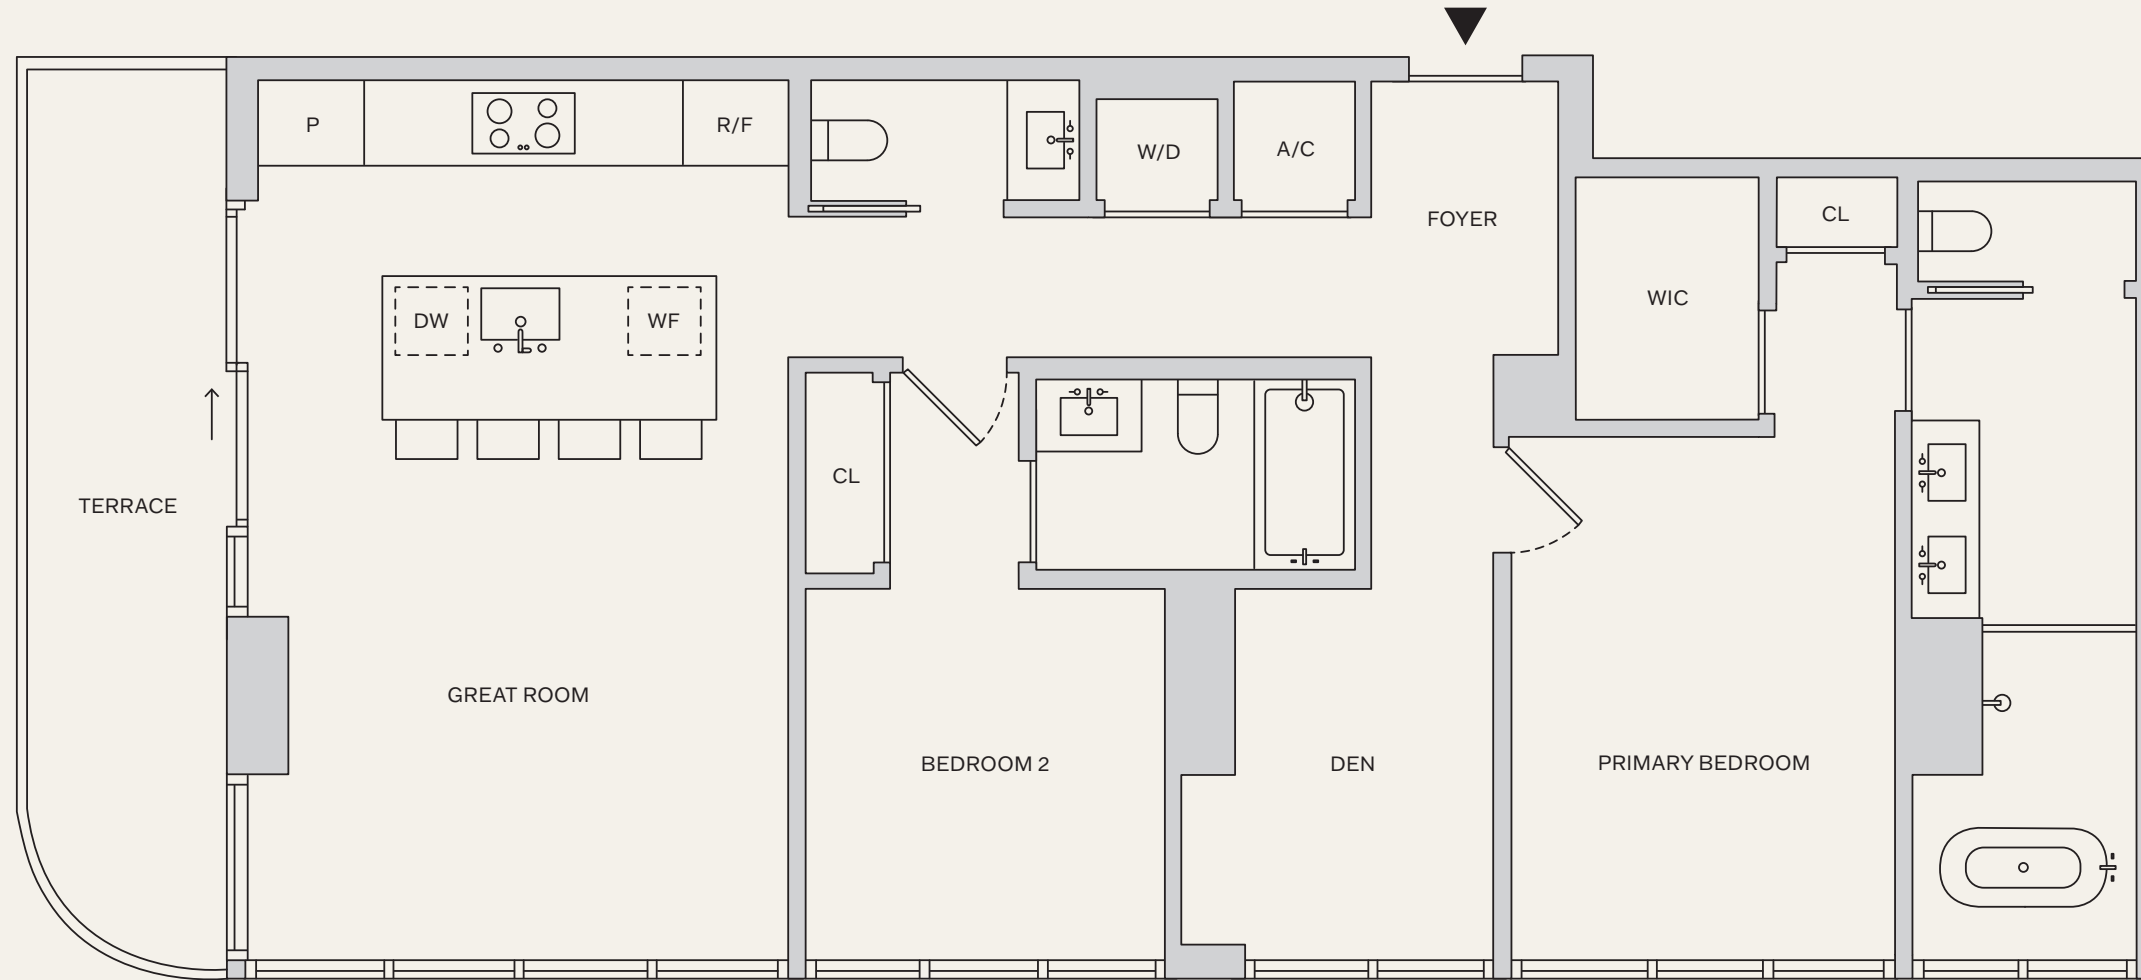 P
R/F
W/D
A/C
FOYER
CL
WIC
DW
WF
CL
TERRACE
GREAT ROOM
BEDROOM 2
DEN
PRIMARY BEDROOM